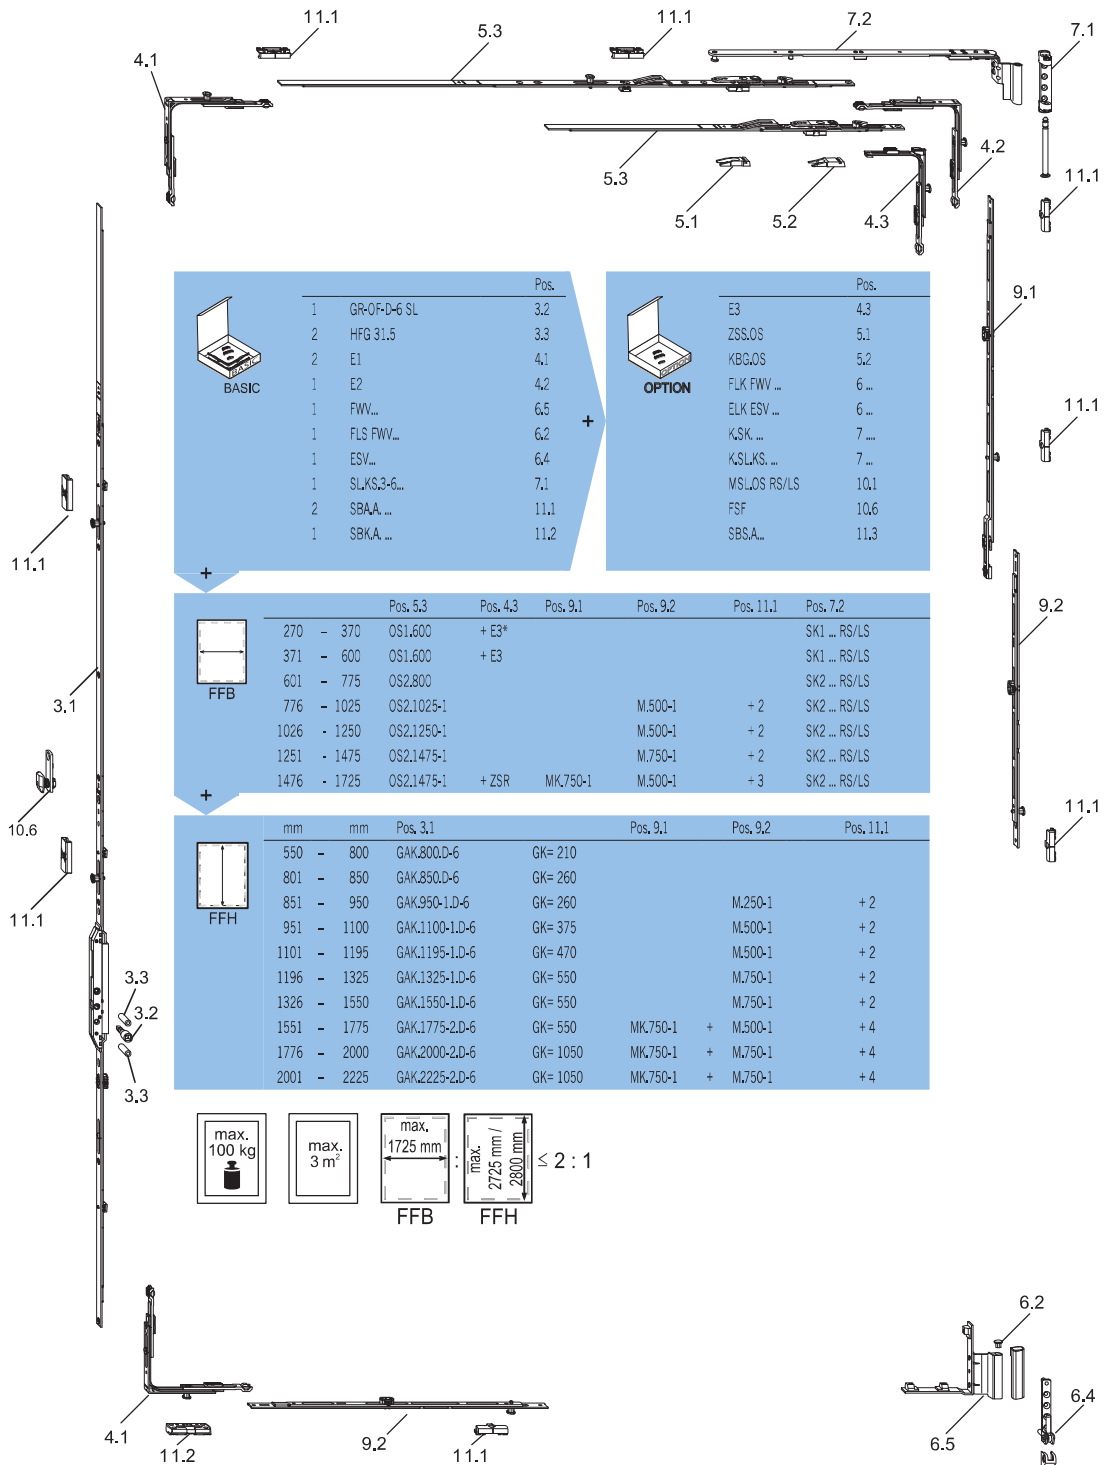 11.1
5.3
11.1
7.2
7.1
4.1
5.3
5.1
5.2
4.3
4.2
11.1
9.1
11.1
9.2
11.1
11.1
3.1
10.6
11.1
3.3
3.2
3.3
BASIC
Pos.
1 GR-OF-D-6 SL 3.2
2 HFG 31.5 3.3
2 E1 4.1
1 E2 4.2
1 FWV... 6.5
1 FLS FWV... 6.2
1 ESV... 6.4
1 SL.KS.3-6... 7.1
2 SBA.A. ... 11.1
1 SBK.A. ... 11.2
+
OPTION
Pos.
E3 4.3
ZSS.OS 5.1
KBG.OS 5.2
FLK FWV ... 6 ...
ELK ESV ... 6 ...
K.SK. ... 7 ....
K.SL.KS. ... 7 ...
MSL.OS RS/LS 10.1
FSF 10.6
SBS.A... 11.3
+
FFB
Pos. 5.3 Pos. 4.3 Pos. 9.1 Pos. 9.2 Pos. 11.1 Pos. 7.2
270 – 370 OS1.600 + E3* SK1 ... RS/LS
371 – 600 OS1.600 + E3 SK1 ... RS/LS
601 – 775 OS2.800 SK2 ... RS/LS
776 – 1025 OS2.1025-1 M.500-1 + 2 SK2 ... RS/LS
1026 - 1250 OS2.1250-1 M.500-1 + 2 SK2 ... RS/LS
1251 - 1475 OS2.1475-1 M.750-1 + 2 SK2 ... RS/LS
1476 - 1725 OS2.1475-1 + ZSR MK.750-1 M.500-1 + 3 SK2 ... RS/LS
+
FFH
mm mm Pos. 3.1 Pos. 9.1 Pos. 9.2 Pos. 11.1
550 – 800 GAK.800.D-6 GK= 210
801 – 850 GAK.850.D-6 GK= 260
851 – 950 GAK.950-1.D-6 GK= 260 M.250-1 + 2
951 – 1100 GAK.1100-1.D-6 GK= 375 M.500-1 + 2
1101 – 1195 GAK.1195-1.D-6 GK= 470 M.500-1 + 2
1196 – 1325 GAK.1325-1.D-6 GK= 550 M.750-1 + 2
1326 – 1550 GAK.1550-1.D-6 GK= 550 M.750-1 + 2
1551 – 1775 GAK.1775-2.D-6 GK= 550 MK.750-1 + M.500-1 + 4
1776 – 2000 GAK.2000-2.D-6 GK= 1050 MK.750-1 + M.750-1 + 4
2001 – 2225 GAK.2225-2.D-6 GK= 1050 MK.750-1 + M.750-1 + 4
max.
100 kg
max.
3 m²
max.
1725 mm
FFB
:
max.
2725 mm /
2800 mm
FFH
≤ 2 : 1
4.1
11.2
9.2
11.1
6.2
6.5
6.4